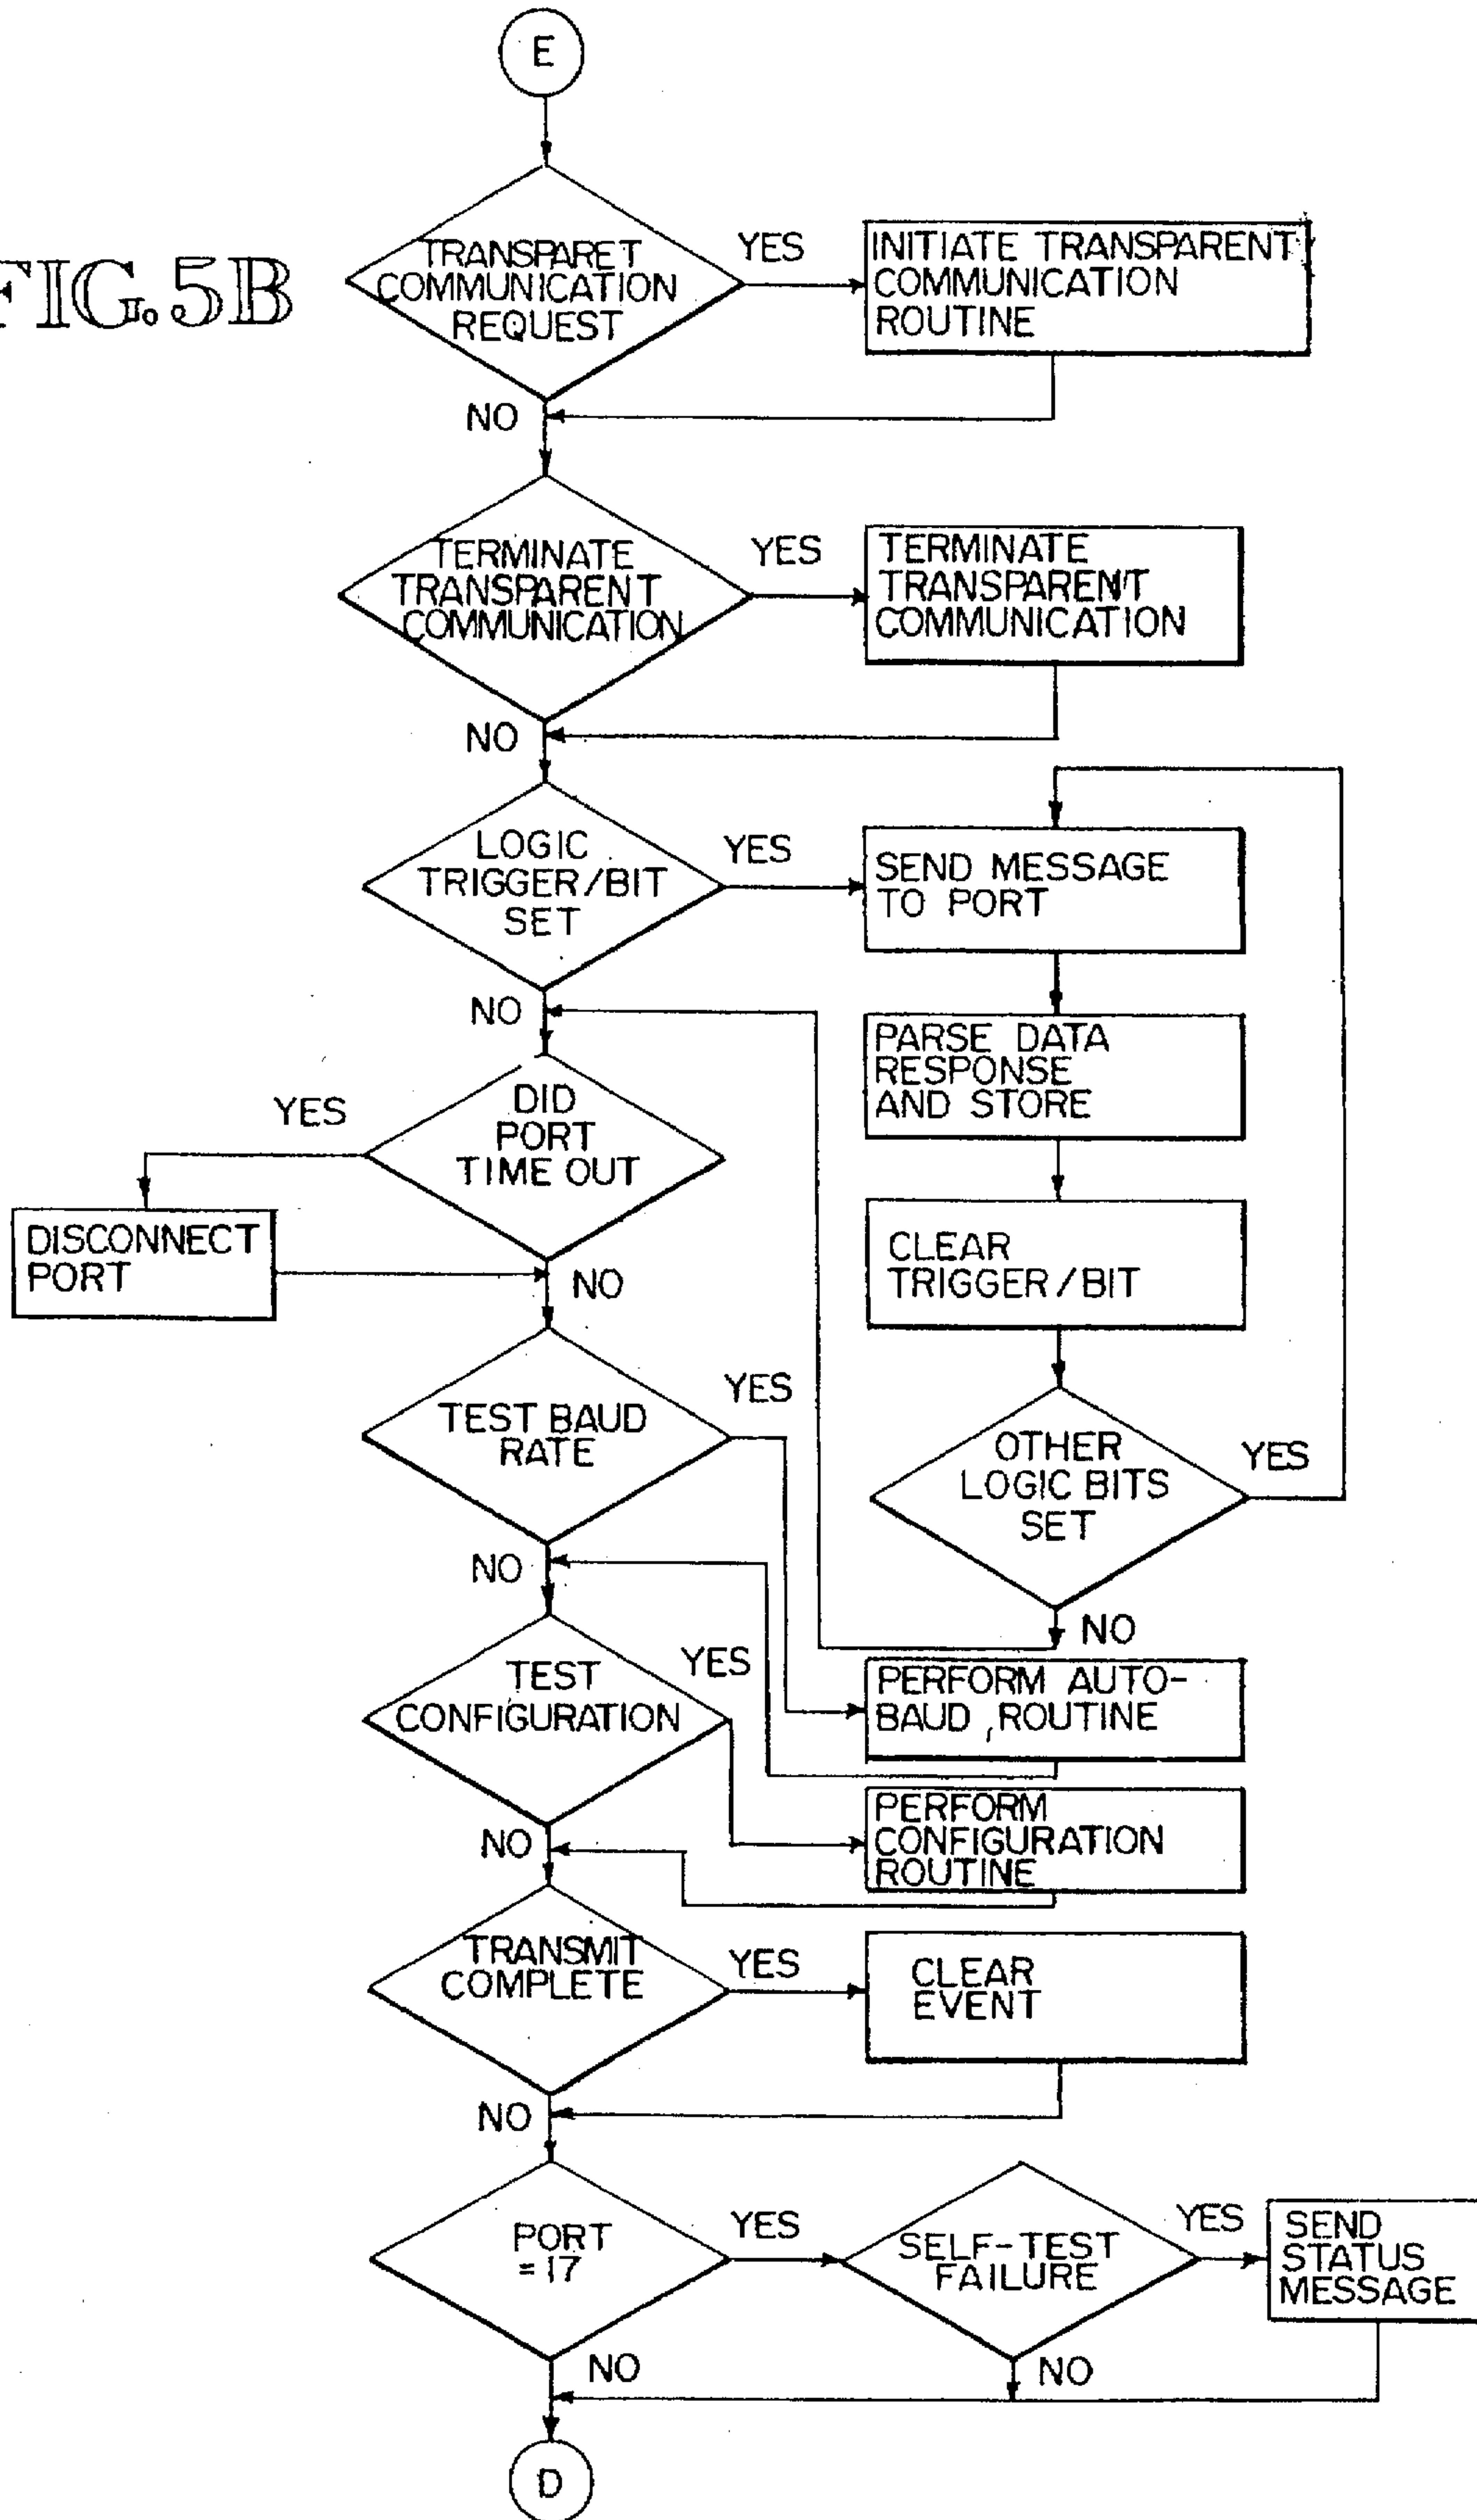 E
FIG. 5B
TRANSPARET
COMMUNICATION
REQUEST
YES
INITIATE TRANSPARENT
COMMUNICATION
ROUTINE
NO
TERMINATE
TRANSPARENT
COMMUNICATION
YES
TERMINATE
TRANSPARENT
COMMUNICATION
NO
LOGIC
TRIGGER/BIT
SET
YES
SEND MESSAGE
TO PORT
NO
PARSE DATA
RESPONSE
AND STORE
DID
PORT
TIME OUT
YES
DISCONNECT
PORT
NO
CLEAR
TRIGGER/BIT
TEST BAUD
RATE
YES
OTHER
LOGIC BITS
SET
YES
NO
NO
TEST
CONFIGURATION
YES
PERFORM AUTO-
BAUD ROUTINE
NO
PERFORM
CONFIGURATION
ROUTINE
TRANSMIT
COMPLETE
YES
CLEAR
EVENT
NO
PORT
=17
YES
SELF-TEST
FAILURE
YES
SEND
STATUS
MESSAGE
NO
NO
D